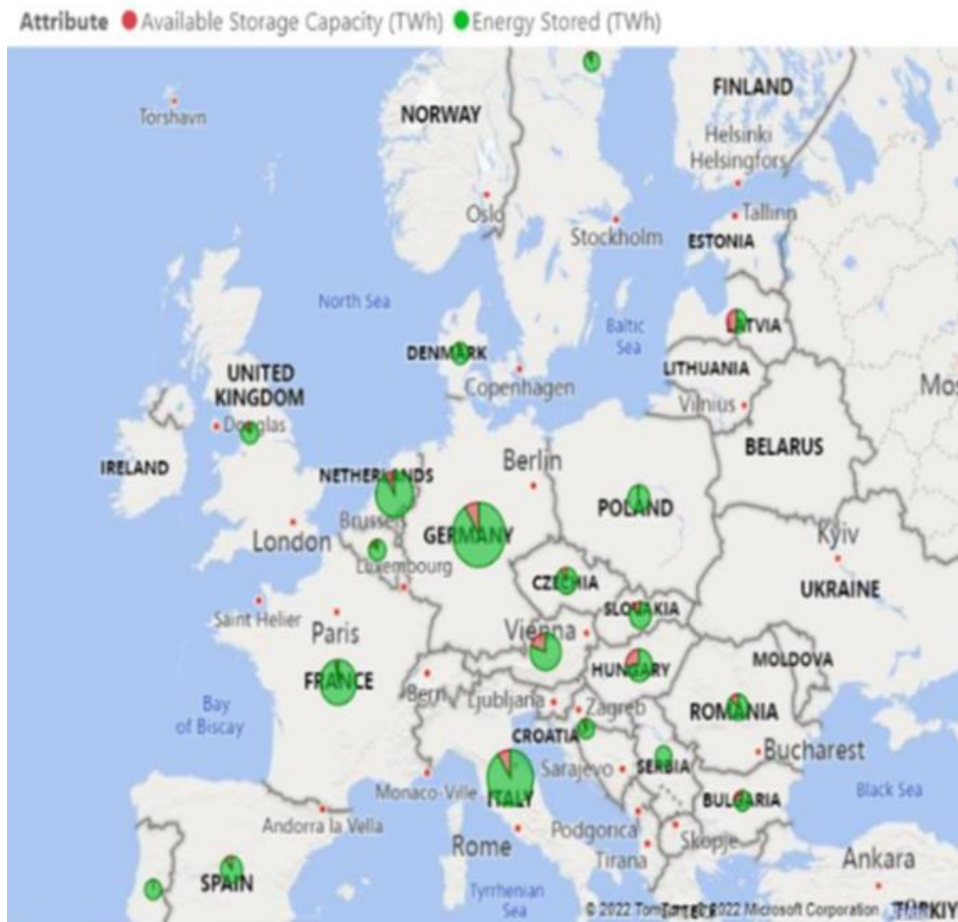 Attribute Available Storage Capacity (TWh) Energy Stored (TWh)
NORWAY
FINLAND
Tórshavn
Helsinki
Helsingfors
Oslo
Stockholm
Tallinn
ESTONIA
North Sea
Baltic
Sea
LATVIA
DENMARK
Copenhagen
LITHUANIA
Vilnius
UNITED
KINGDOM
Douglas
IRELAND
BELARUS
NETHERLANDS
Berlin
POLAND
Brussels
GERMANY
London
Luxembourg
Kyiv
UKRAINE
CZECHIA
Saint Helier
Paris
SLOVAKIA
Vienna
HUNGARY
MOLDOVA
FRANCE
Bern
Ljubljana
Zagreb
ROMANIA
Bay
of Biscay
CROATIA
Bucharest
Sarajevo
SERBIA
Monaco-Ville
ITALY
BULGARIA
Black Sea
Andorra la Vella
Rome
Podgorica
Skopje
Tirana
Ankara
SPAIN
Tyrrhenian
Sea
2022 Microsoft Corporation
© 2022